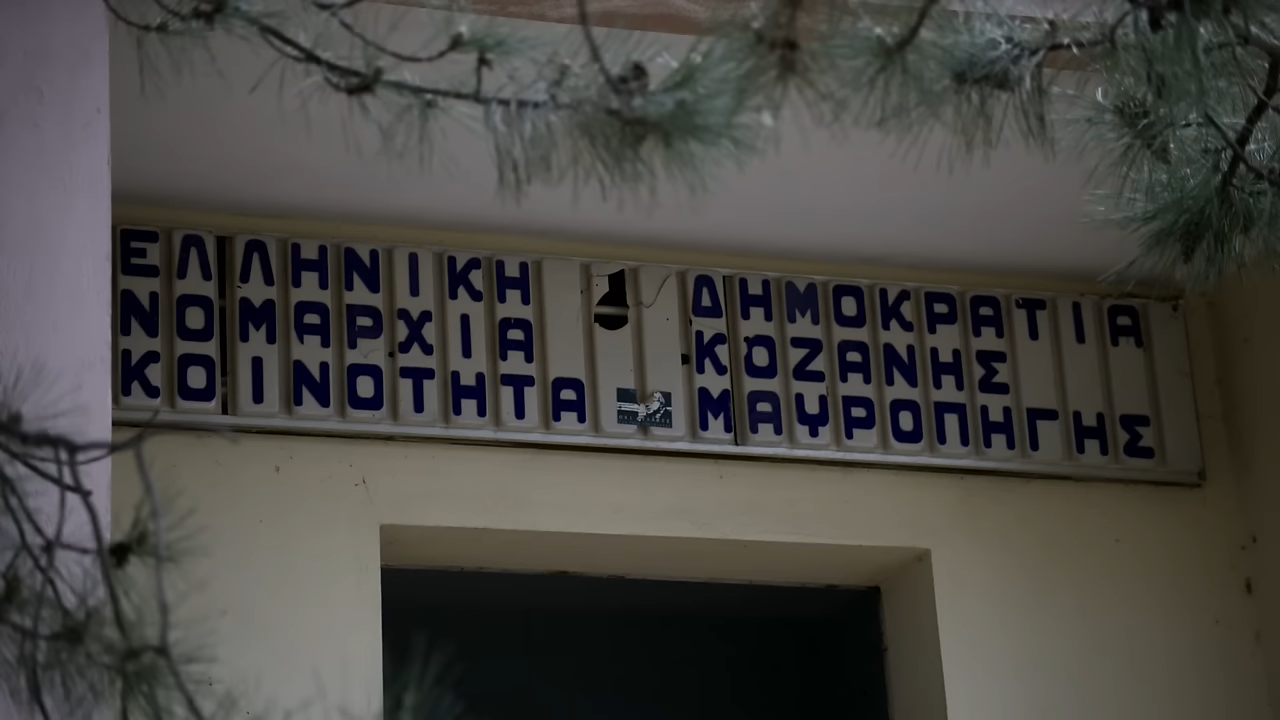 ΕΛΛΗΝΙΚΗ ΔΗΜΟΚΡΑΤΙΑ
ΝΟΜΑΡΧΙΑ ΚΟΖΑΝΗΣ
ΚΟΙΝΟΤΗΤΑ ΜΑΥΡΟΠΗΓΗΣ